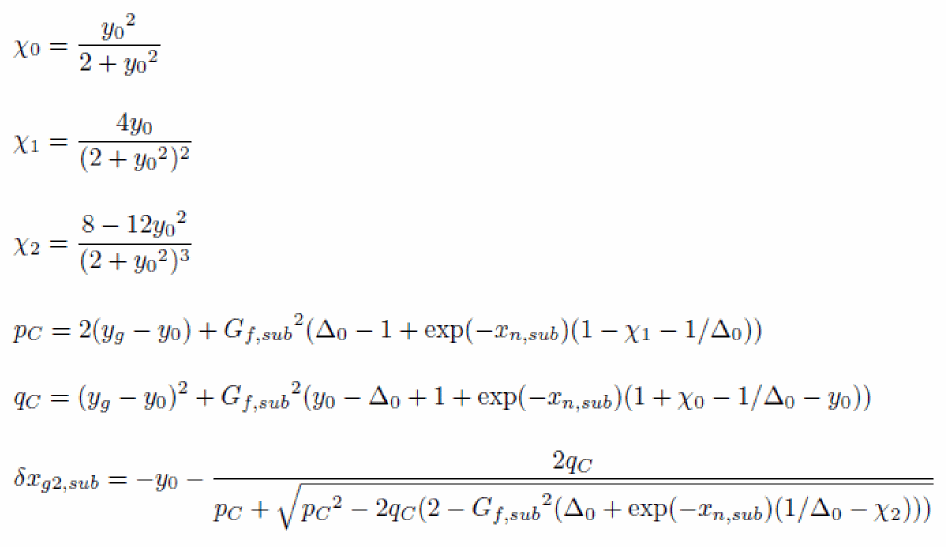 χ₀ = y₀² / (2 + y₀²)
χ₁ = 4y₀ / (2 + y₀²)²
χ₂ = (8 − 12y₀²) / (2 + y₀²)³
p_C = 2(y_g − y₀) + G_{f,sub}²(Δ₀ − 1 + exp(−x_{n,sub})(1 − χ₁ − 1/Δ₀))
q_C = (y_g − y₀)² + G_{f,sub}²(y₀ − Δ₀ + 1 + exp(−x_{n,sub})(1 + χ₀ − 1/Δ₀ − y₀))
δx_{g2,sub} = −y₀ − 2q_C / (p_C + √(p_C² − 2q_C(2 − G_{f,sub}²(Δ₀ + exp(−x_{n,sub})(1/Δ₀ − χ₂)))))